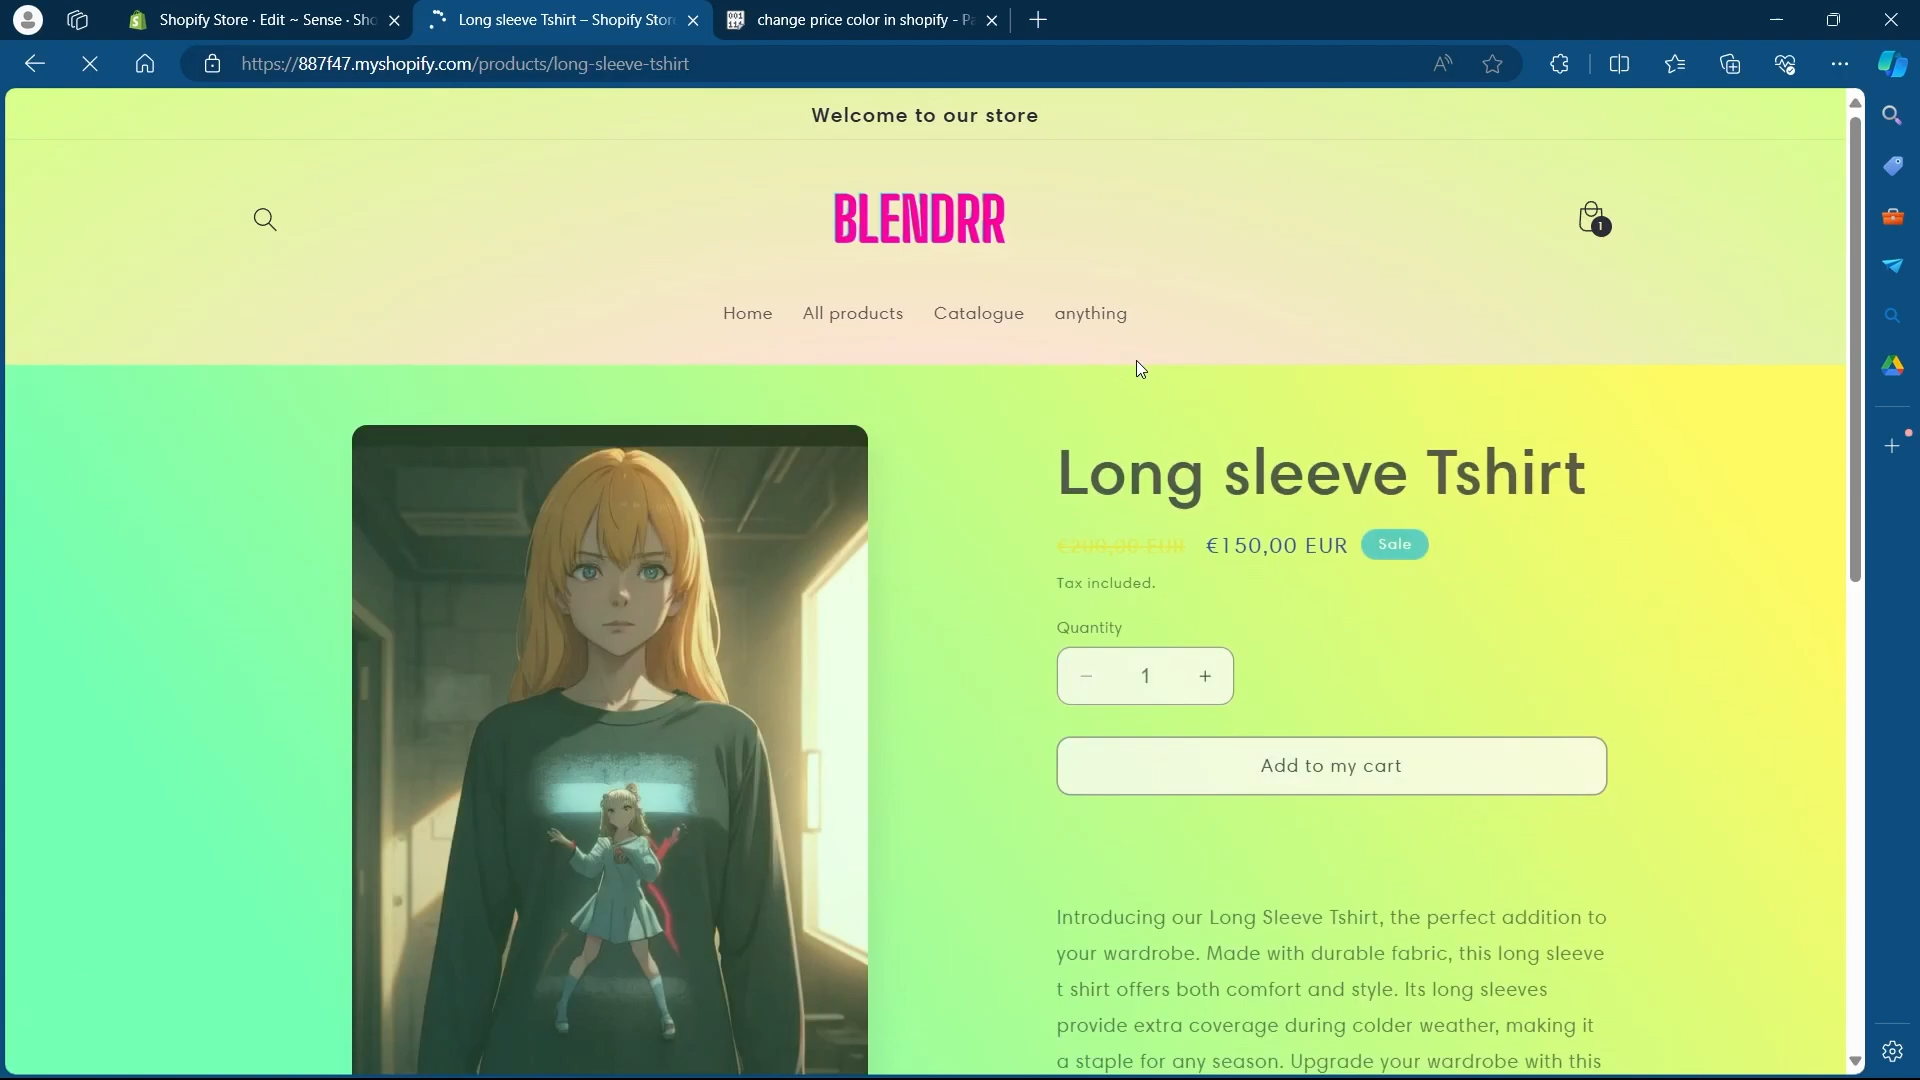 Shopify Store · Edit ~ Sense · Sho
Long sleeve Tshirt – Shopify Stor
change price color in shopify - Pa
https://887f47.myshopify.com/products/long-sleeve-tshirt
Welcome to our store
BLENDRR
1
Home All products Catalogue anything
Long sleeve Tshirt
€200,00 EUR €150,00 EUR Sale
Tax included.
Quantity
− 1 +
Add to my cart
Introducing our Long Sleeve Tshirt, the perfect addition to
your wardrobe. Made with durable fabric, this long sleeve
t shirt offers both comfort and style. Its long sleeves
provide extra coverage during colder weather, making it
a staple for any season. Upgrade your wardrobe with this